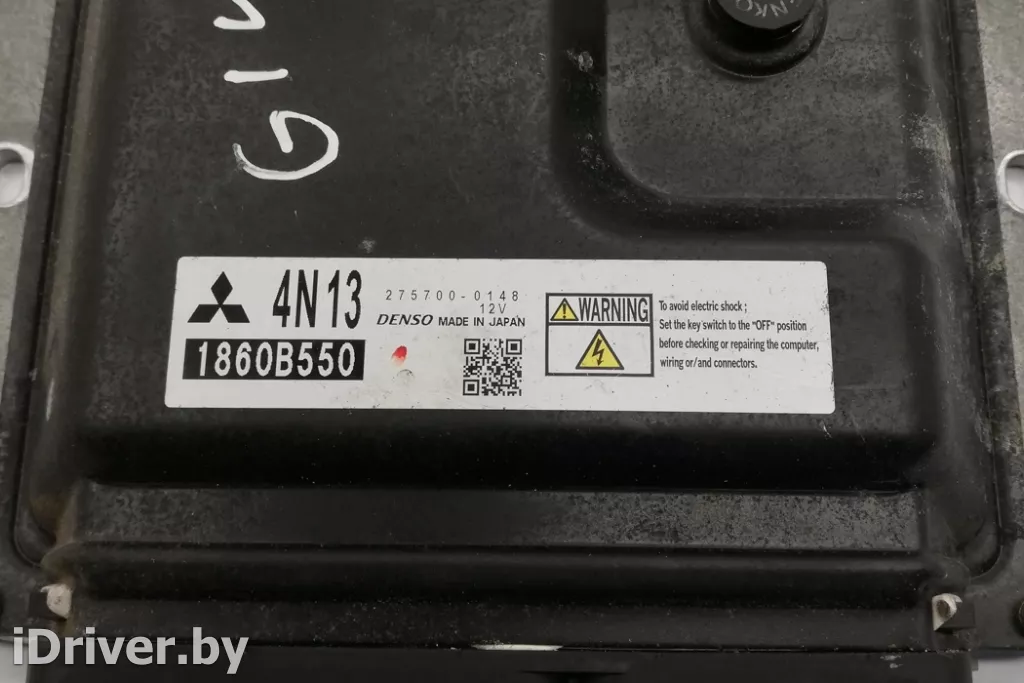 4N13
275700-0148
12V
DENSO MADE IN JAPAN
1860B550
WARNING
To avoid electric shock ;
Set the key switch to the "OFF" position
before checking or repairing the computer,
wiring or/and connectors.
iDriver.by